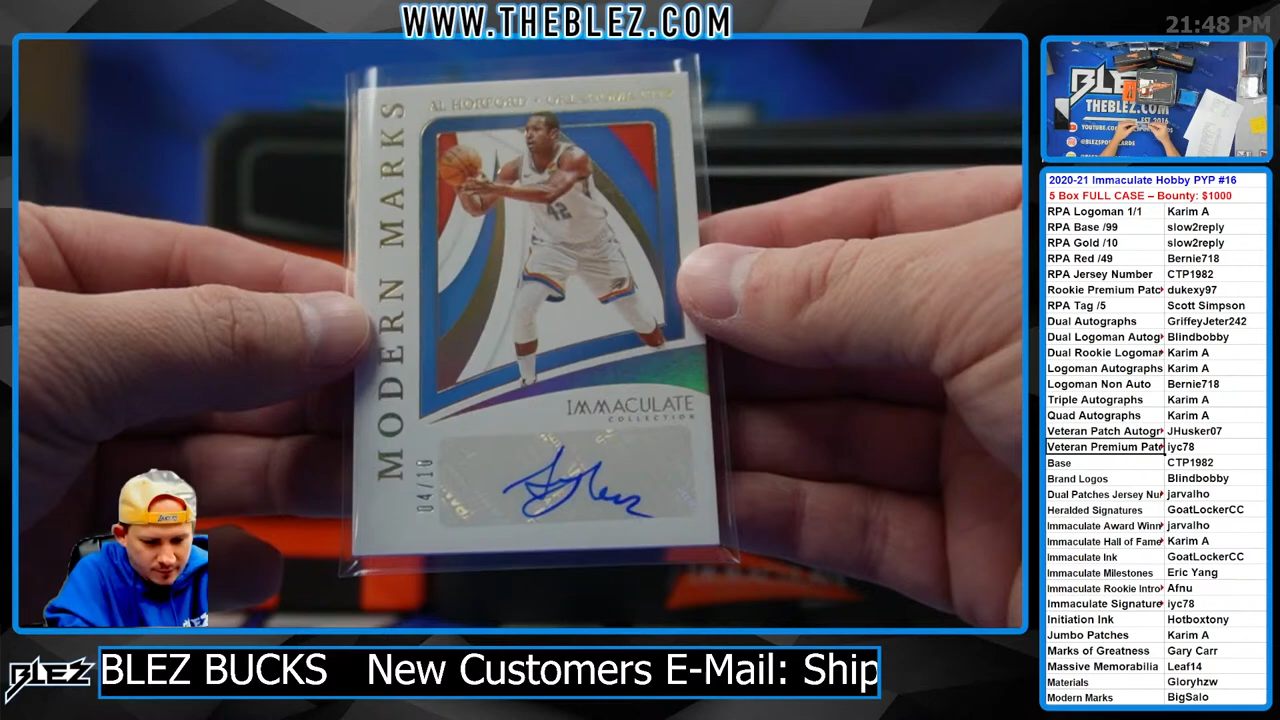 WWW.THEBLEZ.COM
21:48 PM
AL HORFORD
MODERN MARKS
42
IMMACULATE
COLLECTION
04/10
BLEZ
THEBLEZ.COM
EST 2016
BLEZ
BLEZ BUCKS New Customers E-Mail: Ship
2020-21 Immaculate Hobby PYP #16
5 Box FULL CASE – Bounty: $1000
RPA Logoman 1/1 Karim A
RPA Base /99 slow2reply
RPA Gold /10 slow2reply
RPA Red /49 Bernie718
RPA Jersey Number CTP1982
Rookie Premium Patc dukexy97
RPA Tag /5 Scott Simpson
Dual Autographs GriffeyJeter242
Dual Logoman Autog Blindbobby
Dual Rookie Logomar Karim A
Logoman Autographs Karim A
Logoman Non Auto Bernie718
Triple Autographs Karim A
Quad Autographs Karim A
Veteran Patch Autogr JHusker07
Veteran Premium Patc iyc78
Base CTP1982
Brand Logos Blindbobby
Dual Patches Jersey Nu jarvalho
Heralded Signatures GoatLockerCC
Immaculate Award Winn jarvalho
Immaculate Hall of Fame Karim A
Immaculate Ink GoatLockerCC
Immaculate Milestones Eric Yang
Immaculate Rookie Intro Afnu
Immaculate Signature iyc78
Initiation Ink Hotboxtony
Jumbo Patches Karim A
Marks of Greatness Gary Carr
Massive Memorabilia Leaf14
Materials Gloryhzw
Modern Marks BigSalo